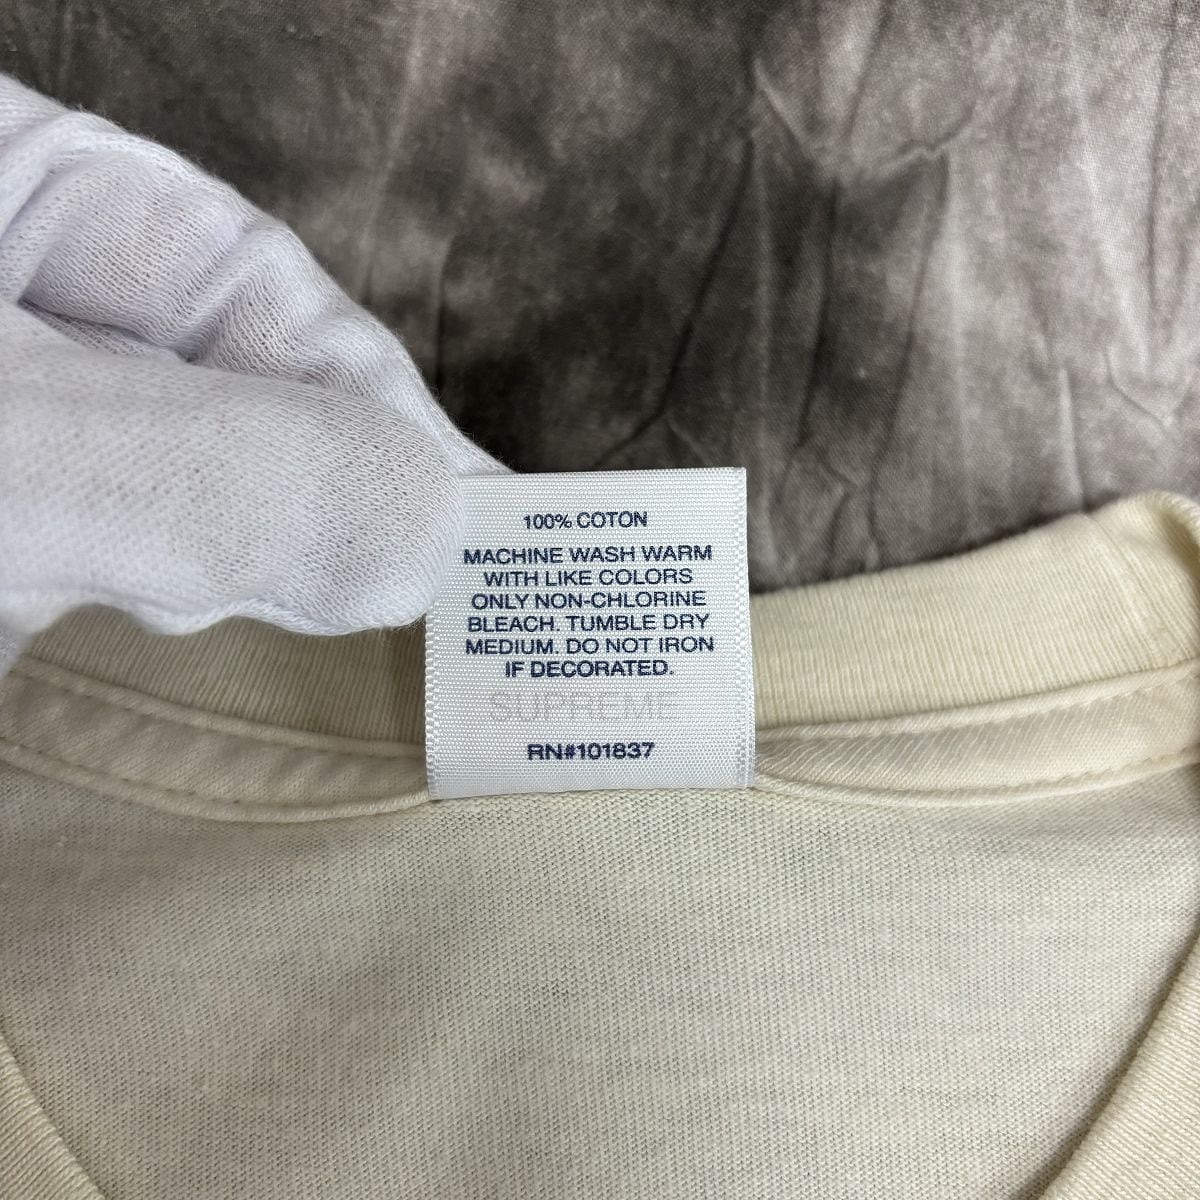 100% COTON
MACHINE WASH WARM
WITH LIKE COLORS
ONLY NON-CHLORINE
BLEACH. TUMBLE DRY
MEDIUM. DO NOT IRON
IF DECORATED.
SUPREME
RN#101837